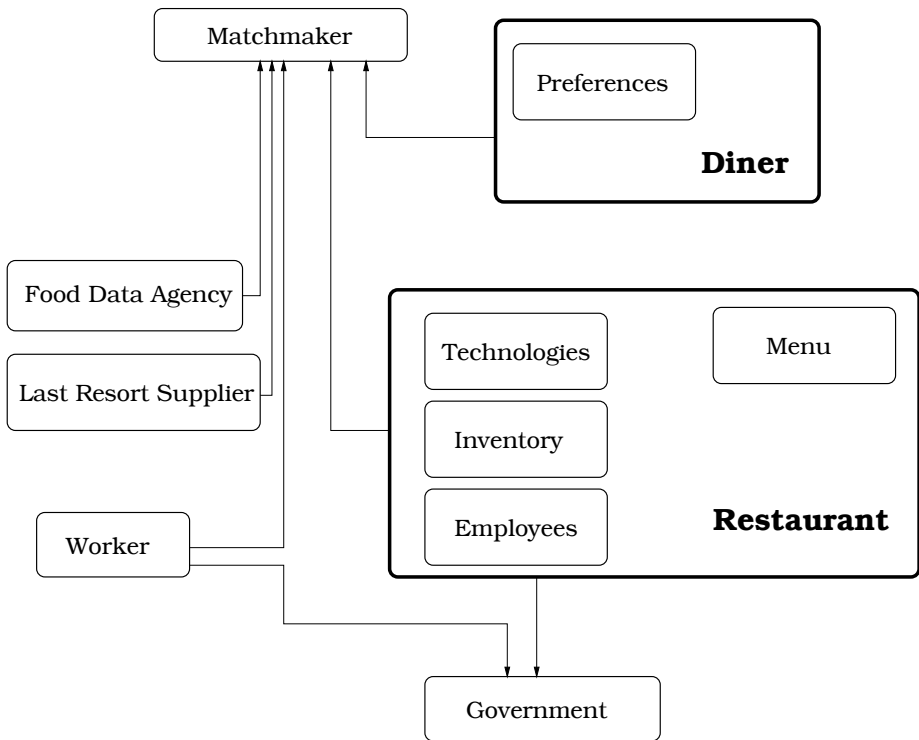 Matchmaker
Preferences
Diner
Food Data Agency
Last Resort Supplier
Technologies
Menu
Inventory
Employees
Restaurant
Worker
Government